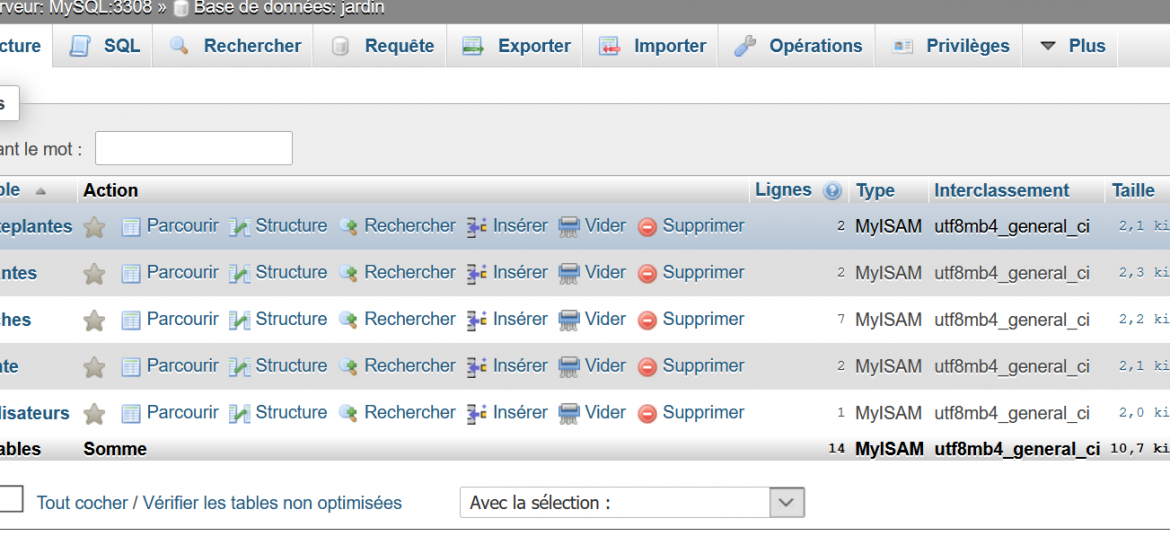 rveur: MySQL:3308 » Base de données: jardin
cture SQL Rechercher Requête Exporter Importer Opérations Privilèges Plus
s
ant le mot :
ble Action Lignes Type Interclassement Taille
teplantes Parcourir Structure Rechercher Insérer Vider Supprimer 2 MyISAM utf8mb4_general_ci 2,1 ki
ntes Parcourir Structure Rechercher Insérer Vider Supprimer 2 MyISAM utf8mb4_general_ci 2,3 ki
hes Parcourir Structure Rechercher Insérer Vider Supprimer 7 MyISAM utf8mb4_general_ci 2,2 ki
nte Parcourir Structure Rechercher Insérer Vider Supprimer 2 MyISAM utf8mb4_general_ci 2,1 ki
lisateurs Parcourir Structure Rechercher Insérer Vider Supprimer 1 MyISAM utf8mb4_general_ci 2,0 ki
ables Somme 14 MyISAM utf8mb4_general_ci 10,7 ki
Tout cocher / Vérifier les tables non optimisées Avec la sélection :